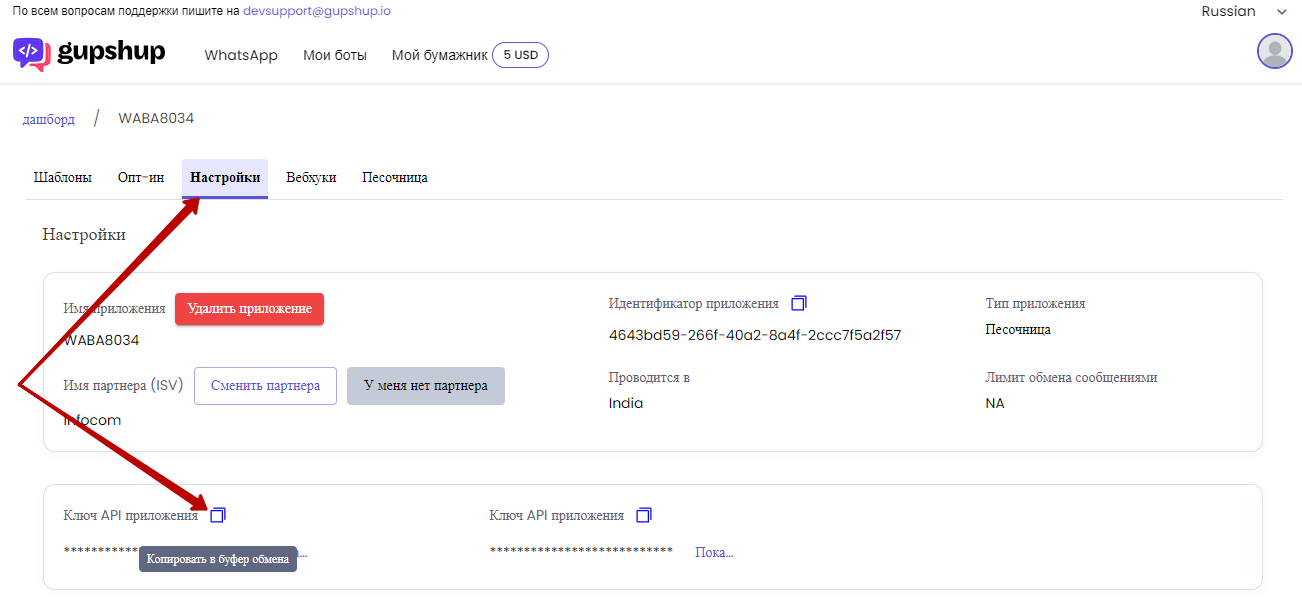 По всем вопросам поддержки пишите на devsupport@gupshup.io
Russian
gupshup
WhatsApp Мои боты Мой бумажник 5 USD
дашборд / WABA8034
Шаблоны Опт-ин Настройки Вебхуки Песочница
Настройки
Имя приложения Удалить приложение
WABA8034
Идентификатор приложения
4643bd59-266f-40a2-8a4f-2ccc7f5a2f57
Тип приложения
Песочница
Имя партнера (ISV) Сменить партнера У меня нет партнера
Infocom
Проводится в
India
Лимит обмена сообщениями
NA
Ключ API приложения
***********
Копировать в буфер обмена
Ключ API приложения
*************************** Пока...